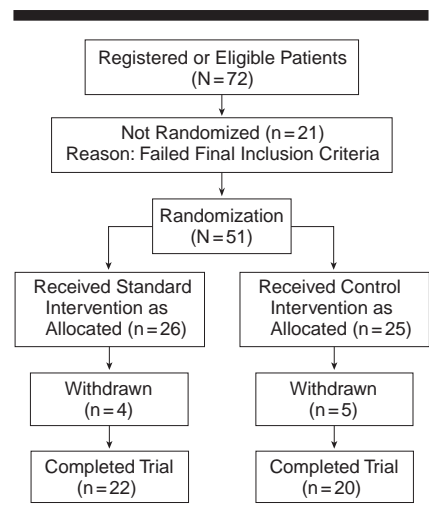 Registered or Eligible Patients
(N=72)
Not Randomized (n=21)
Reason: Failed Final Inclusion Criteria
Randomization
(N=51)
Received Standard
Intervention as
Allocated (n=26)
Received Control
Intervention as
Allocated (n=25)
Withdrawn
(n=4)
Withdrawn
(n=5)
Completed Trial
(n=22)
Completed Trial
(n=20)